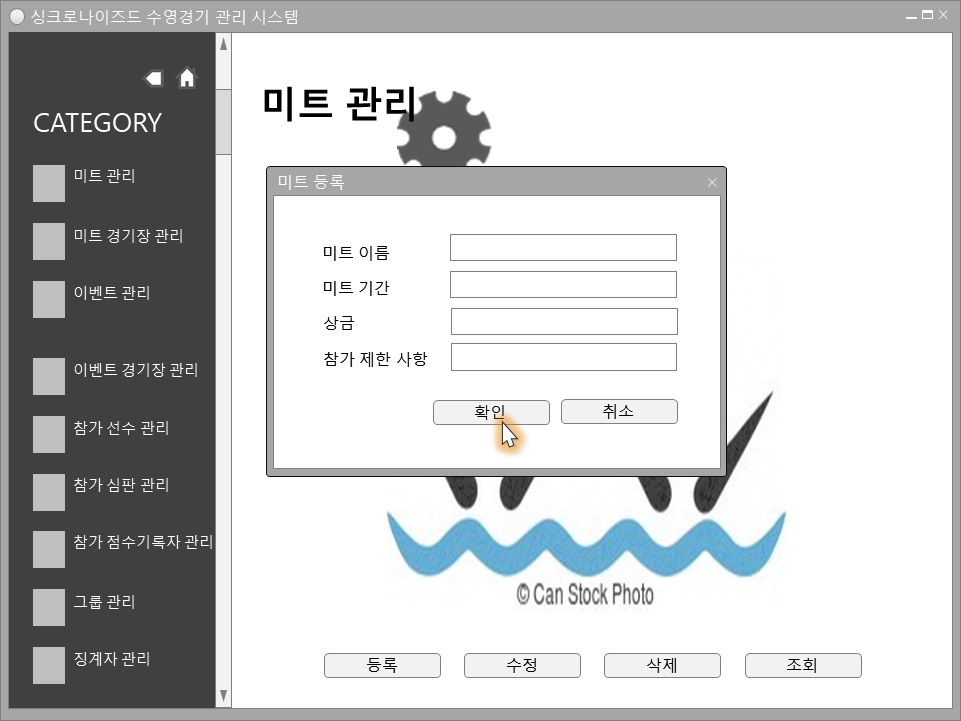 싱크로나이즈드 수영경기 관리 시스템
CATEGORY
미트 관리
미트 경기장 관리
이벤트 관리
이벤트 경기장 관리
참가 선수 관리
참가 심판 관리
참가 점수기록자 관리
그룹 관리
징계자 관리
미트 관리
미트 등록
미트 이름
미트 기간
상금
참가 제한 사항
확인 취소
© Can Stock Photo
등록 수정 삭제 조회